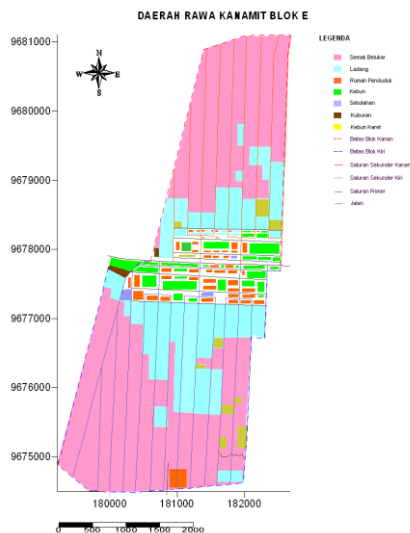 DAERAH RAWA KANAMIT BLOK E
LEGENDA
Semak Belukar
Ladang
Rumah Penduduk
Kebun
Sekolahan
Kuburan
Kebun Karet
Batas Blok Kanan
Batas Blok Kiri
Saluran Sekunder Kanan
Saluran Sekunder Kiri
Saluran Primer
Jalan
N
W E
S
9681000
9680000
9679000
9678000
9677000
9676000
9675000
180000 181000 182000
0 500 1000 1500 2000